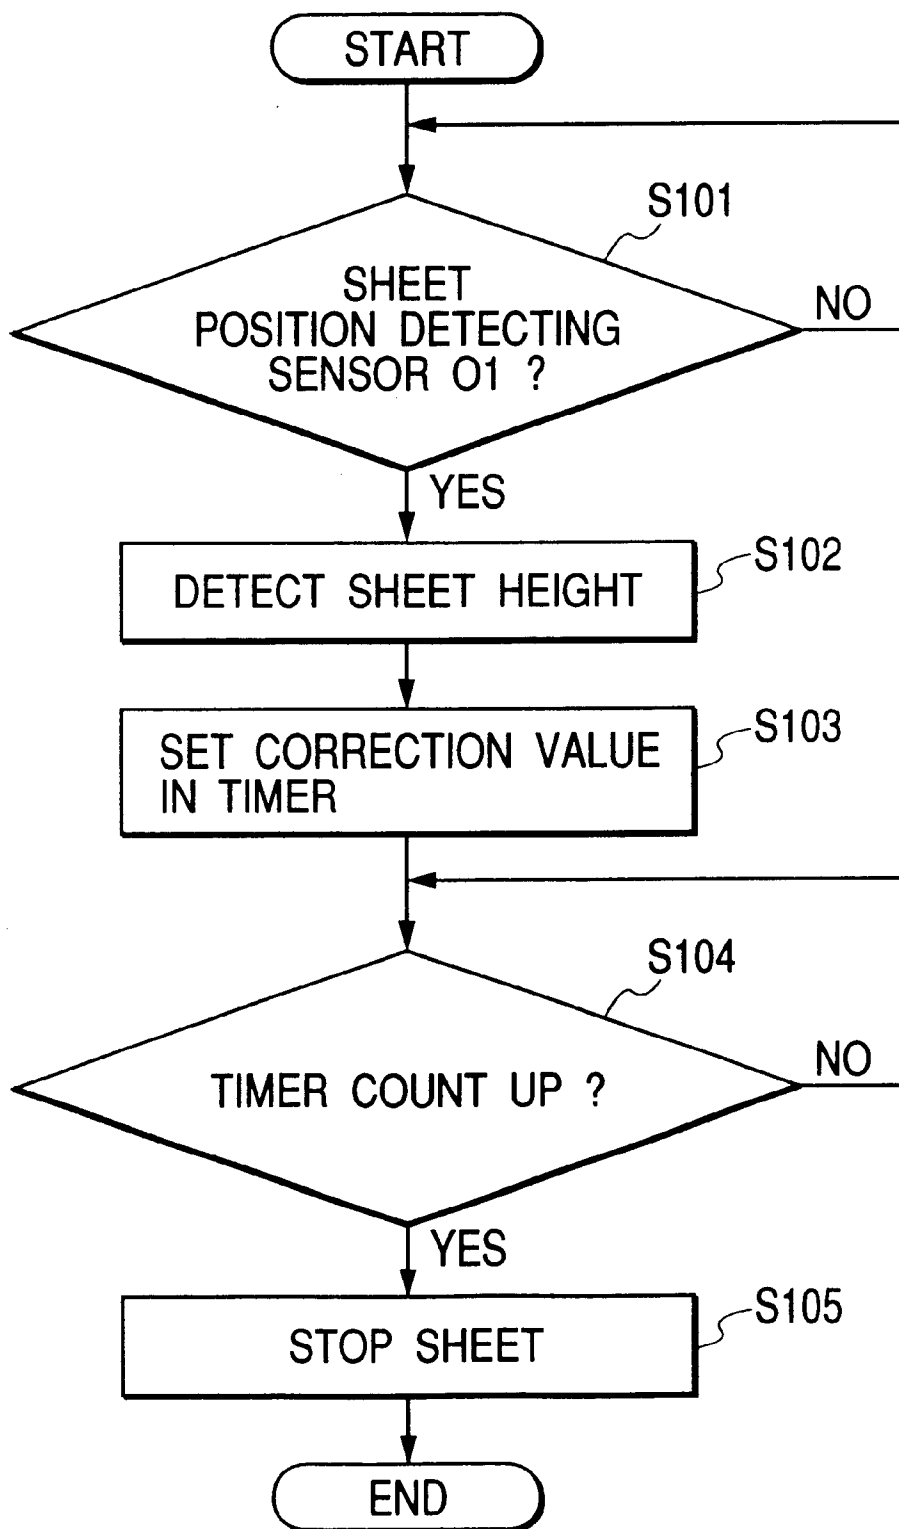 START
S101
SHEET
POSITION DETECTING
SENSOR O1 ?
NO
YES
S102
DETECT SHEET HEIGHT
S103
SET CORRECTION VALUE
IN TIMER
S104
TIMER COUNT UP ?
NO
YES
S105
STOP SHEET
END